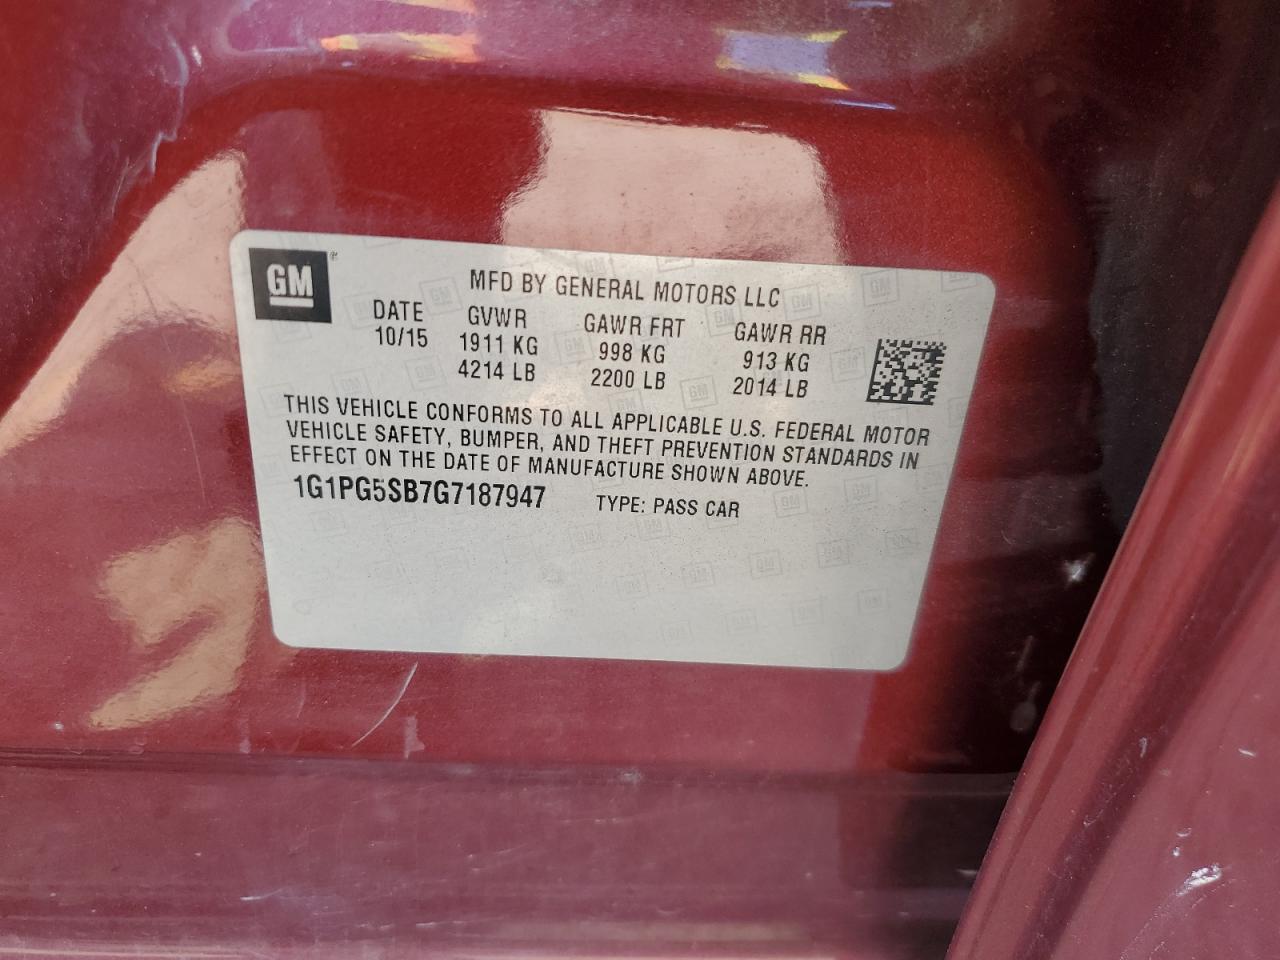 GM
MFD BY GENERAL MOTORS LLC
DATE GVWR GAWR FRT GAWR RR
10/15 1911 KG 998 KG 913 KG
4214 LB 2200 LB 2014 LB
THIS VEHICLE CONFORMS TO ALL APPLICABLE U.S. FEDERAL MOTOR
VEHICLE SAFETY, BUMPER, AND THEFT PREVENTION STANDARDS IN
EFFECT ON THE DATE OF MANUFACTURE SHOWN ABOVE.
1G1PG5SB7G7187947 TYPE: PASS CAR